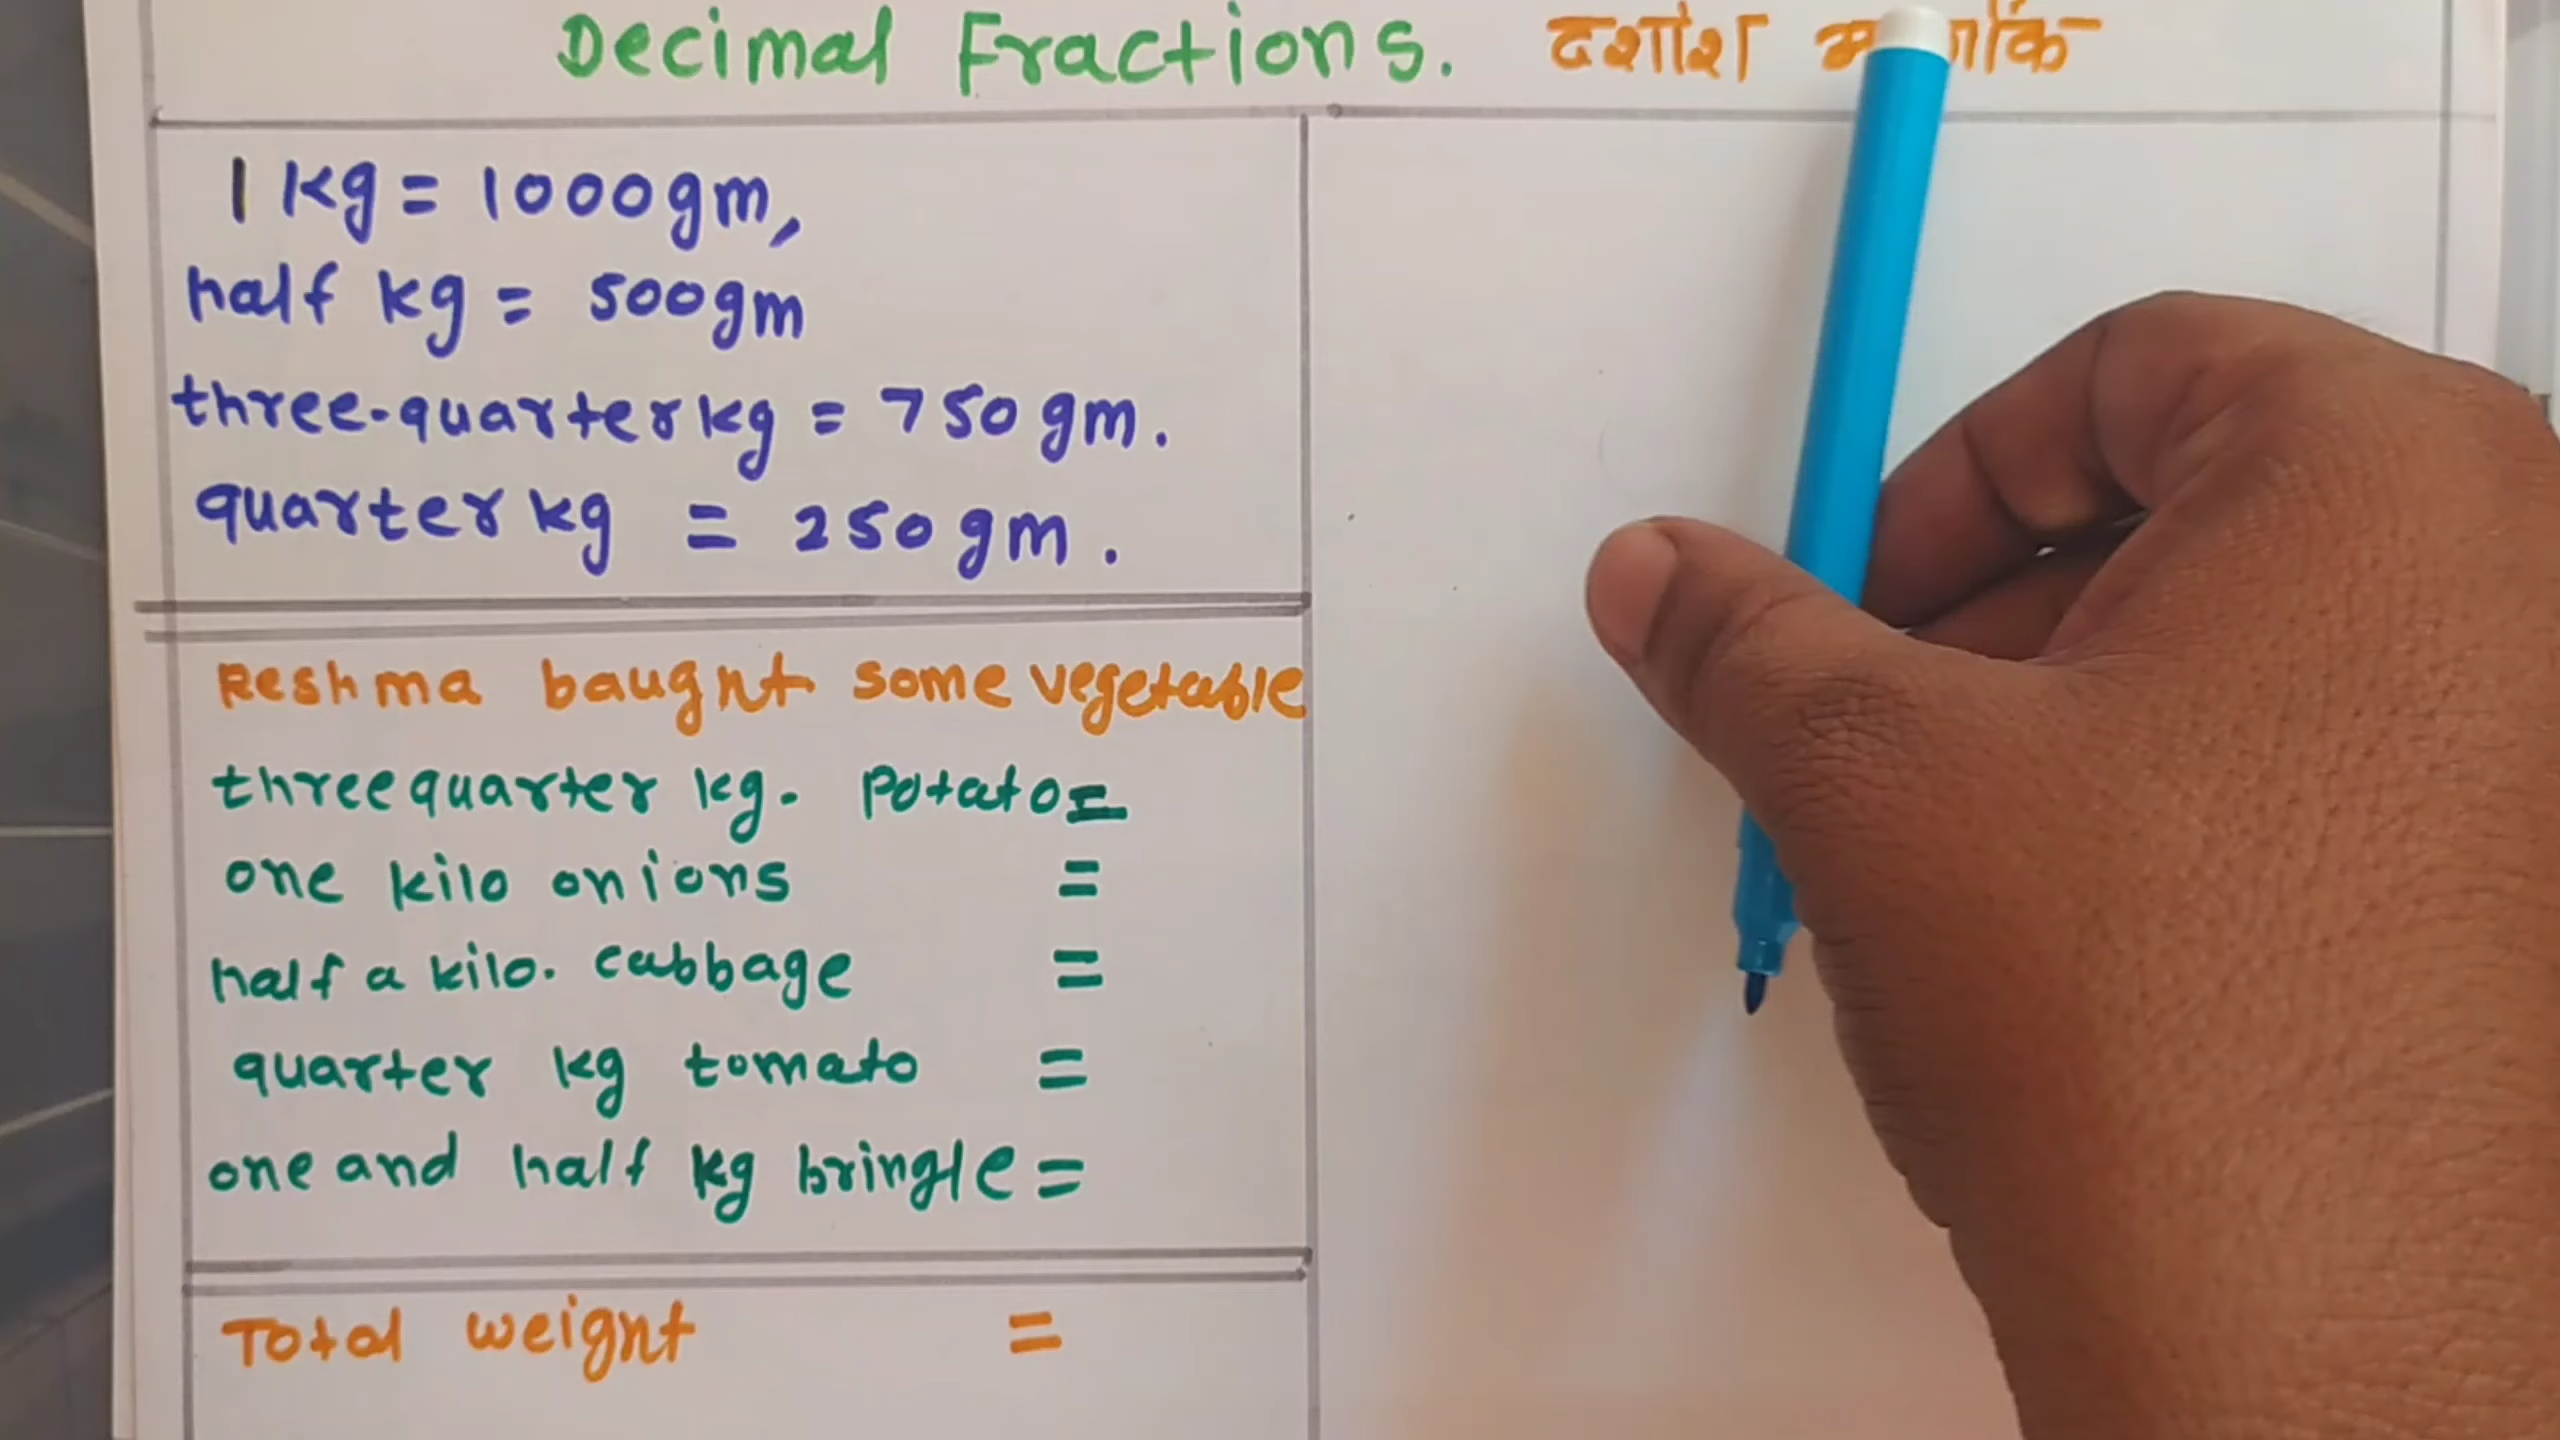 Decimal Fractions. दशांश
1 kg = 1000gm,
half kg = 500gm
three-quarter kg = 750 gm.
quarter kg = 250 gm.
Reshma baught some vegetable
three quarter kg. Potato =
one kilo onions =
half a kilo. cabbage =
quarter kg tomato =
one and half kg bringle =
Total weight =